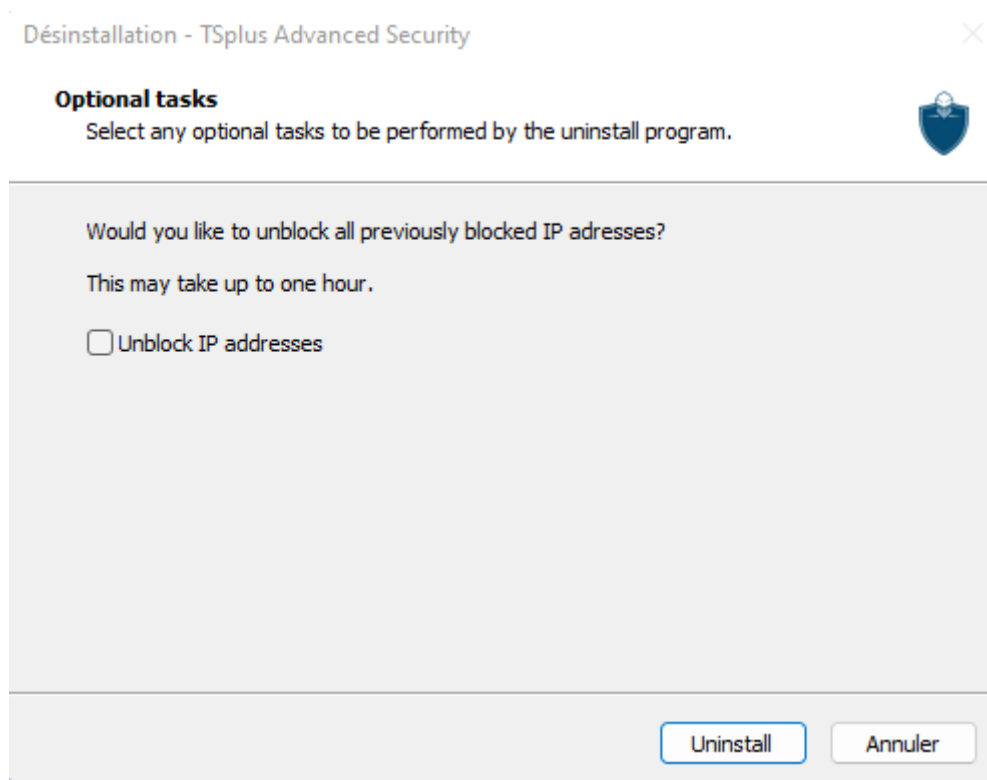 Désinstallation - TSplus Advanced Security
Optional tasks
Select any optional tasks to be performed by the uninstall program.
Would you like to unblock all previously blocked IP adresses?
This may take up to one hour.
Unblock IP addresses
Uninstall
Annuler